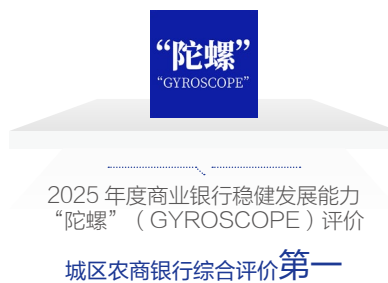 “陀螺”
“GYROSCOPE”
2025 年度商业银行稳健发展能力
“陀螺”（GYROSCOPE）评价
城区农商银行综合评价第一